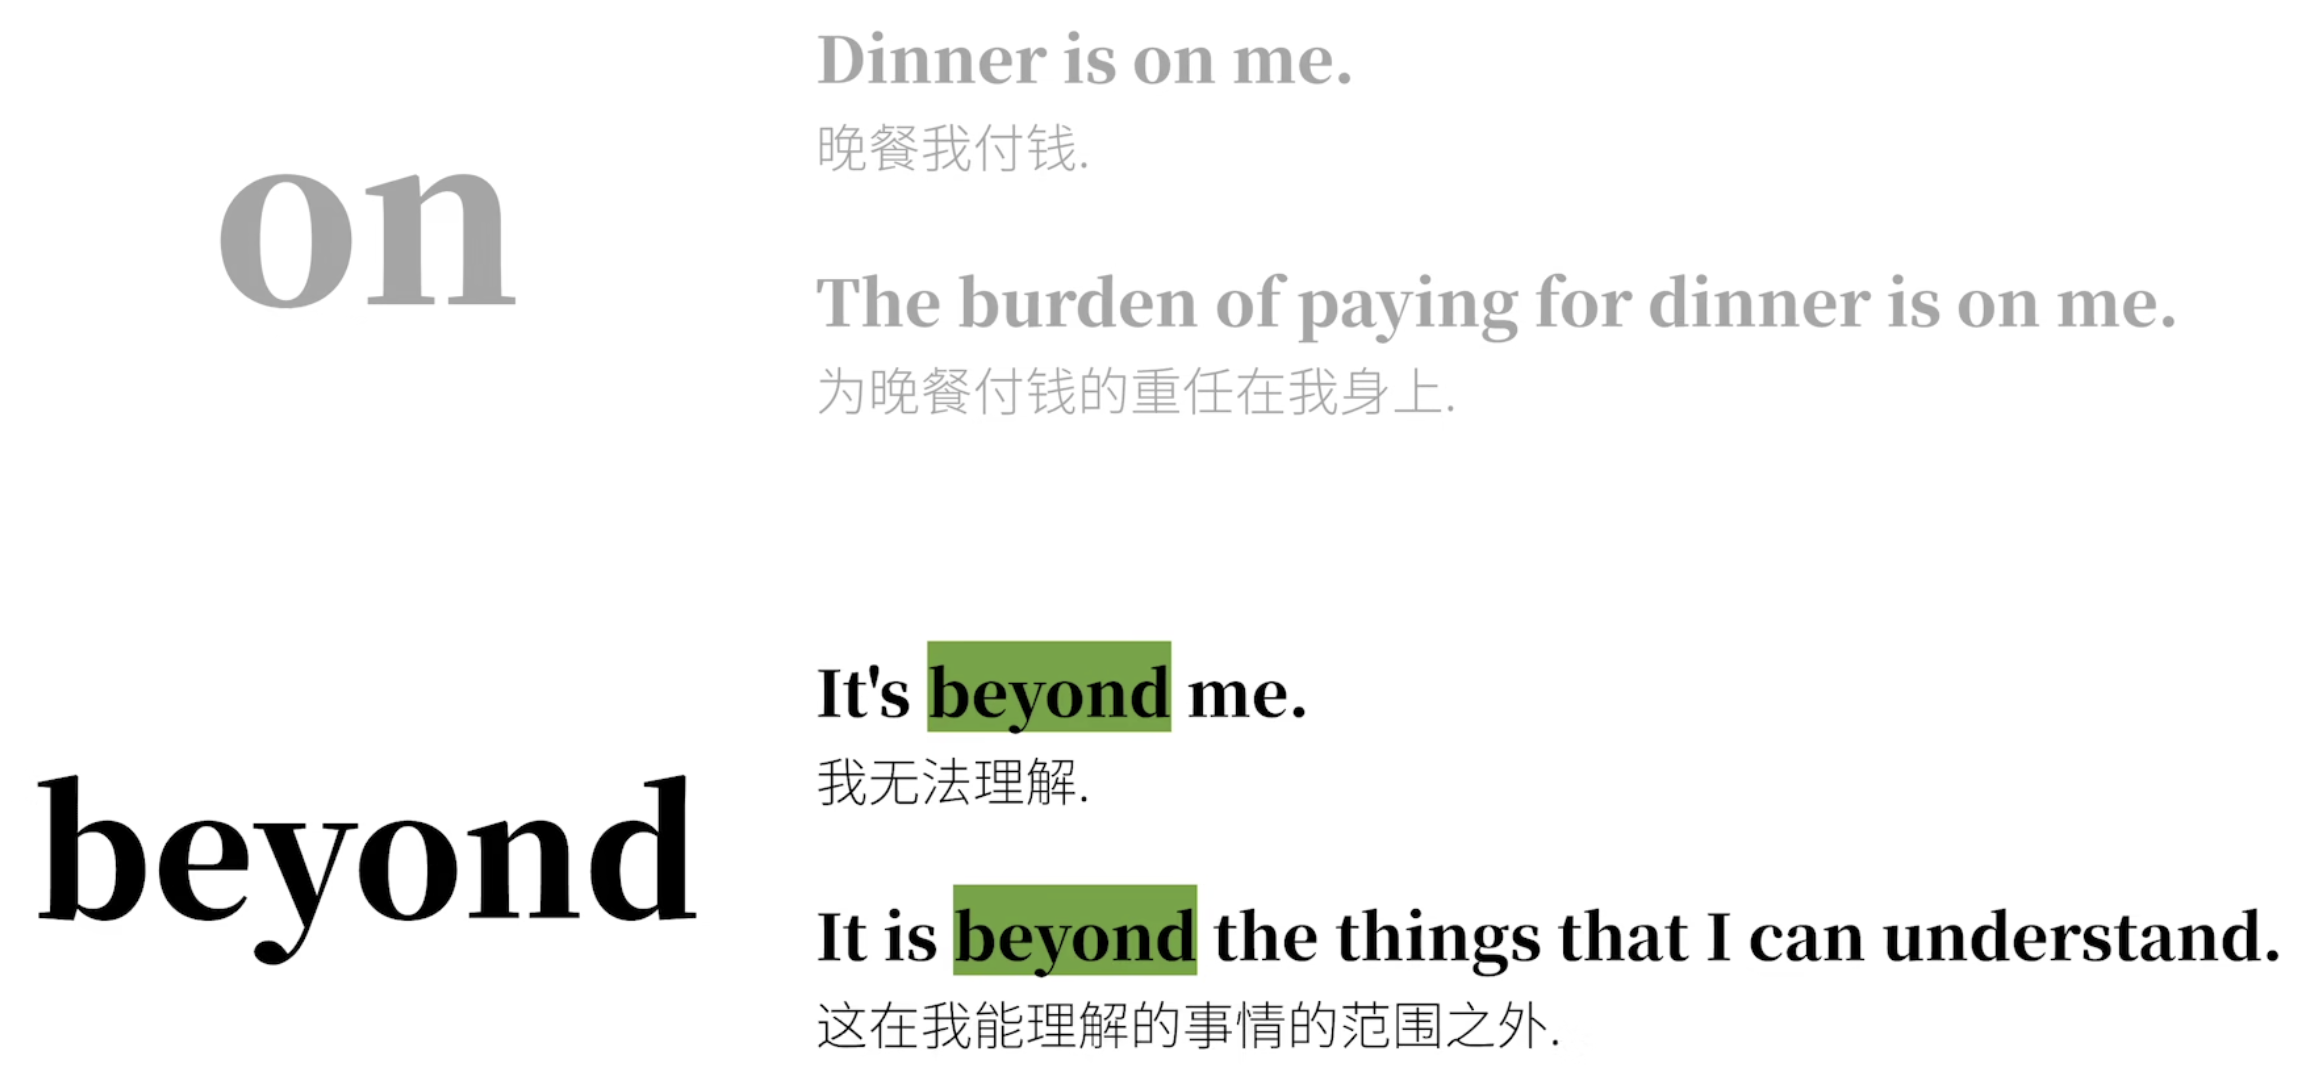 on
Dinner is on me.
晚餐我付钱.
The burden of paying for dinner is on me.
为晚餐付钱的重任在我身上.
beyond
It's beyond me.
我无法理解.
It is beyond the things that I can understand.
这在我能理解的事情的范围之外.